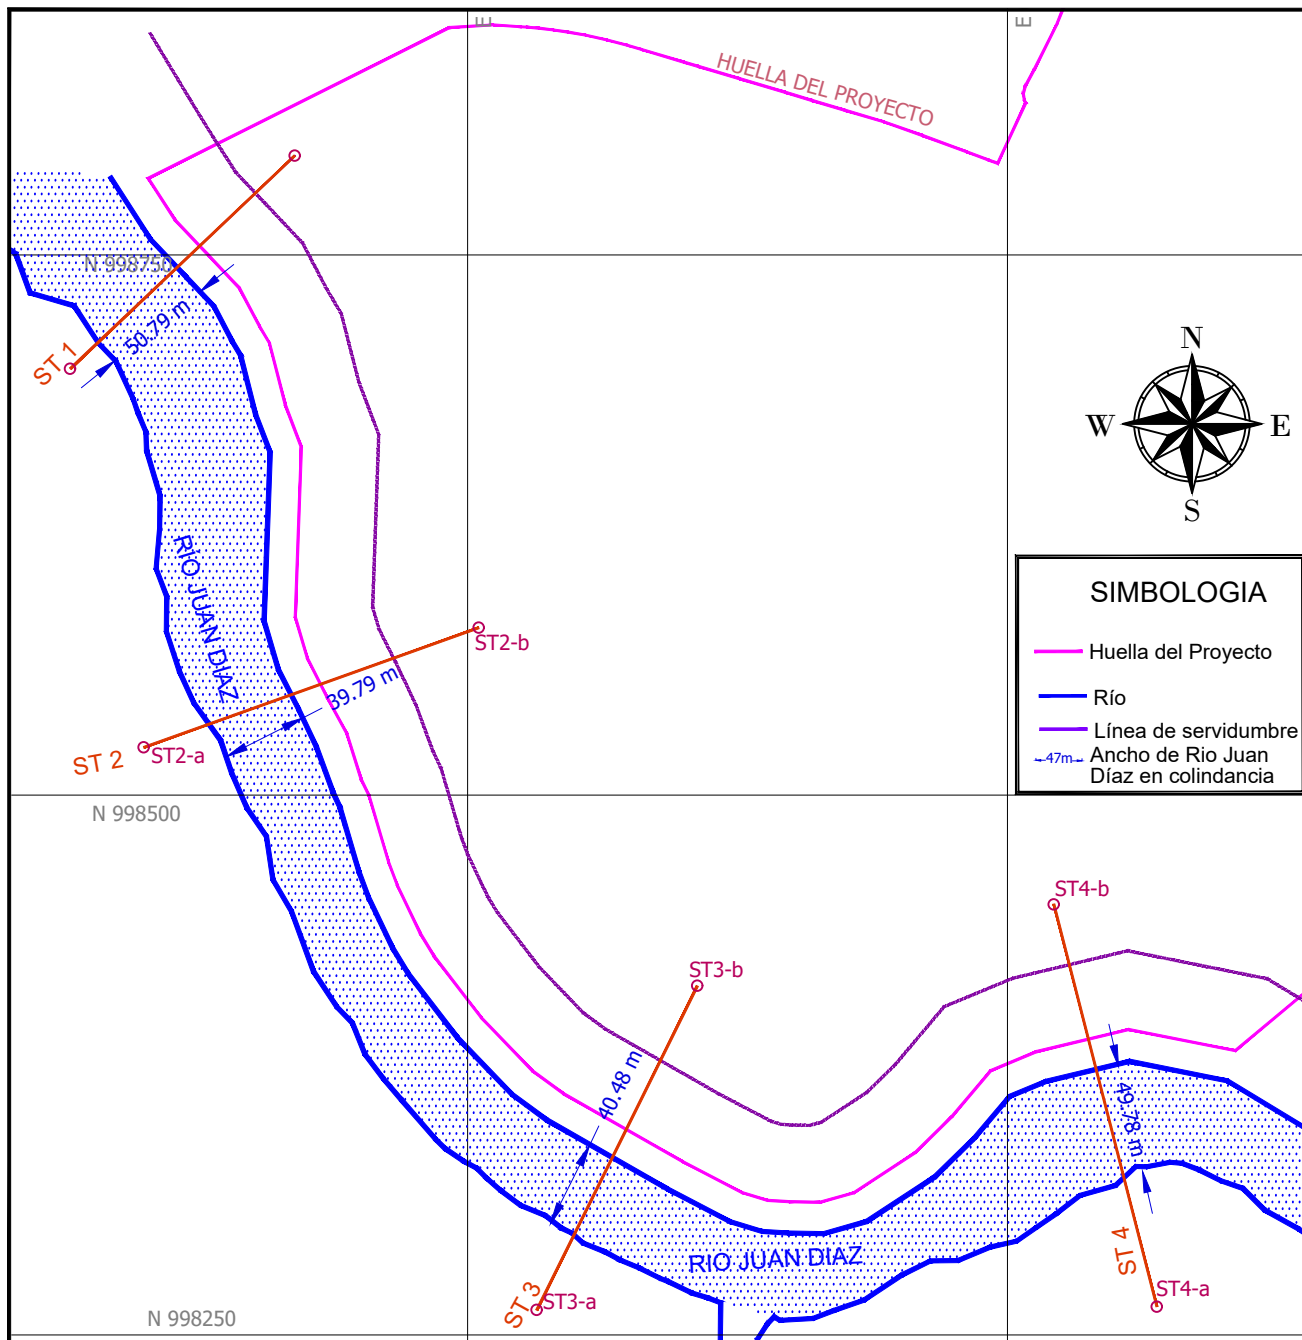 E
E
HUELLA DEL PROYECTO
N 998750
50.79 m
ST 1
N
W
E
S
RÍO JUAN DIAZ
ST2-b
39.79 m
ST 2
ST2-a
SIMBOLOGIA
Huella del Proyecto
Río
Línea de servidumbre
47m
Ancho de Rio Juan
Díaz en colindancia
N 998500
ST4-b
ST3-b
40.48 m
49.78 m
RIO JUAN DIAZ
ST 4
ST 3
ST3-a
ST4-a
N 998250